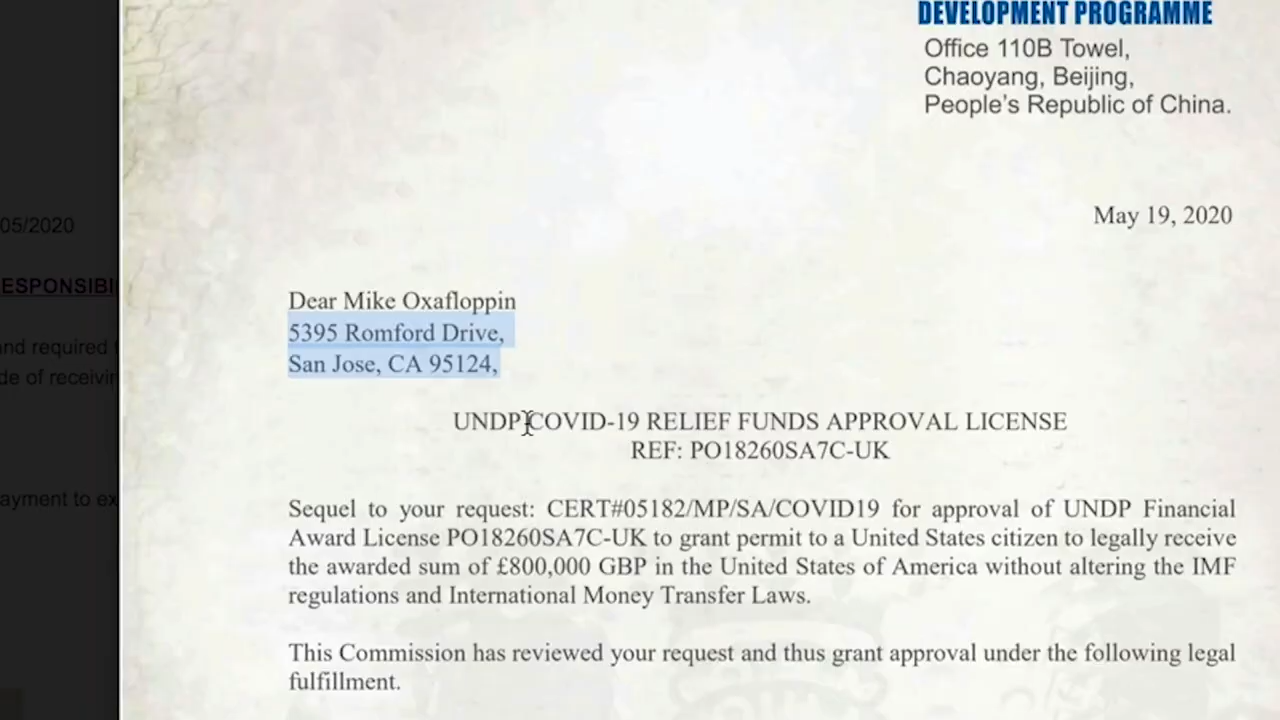 DEVELOPMENT PROGRAMME
Office 110B Towel,
Chaoyang, Beijing,
People's Republic of China.
05/2020
May 19, 2020
ESPONSIBI
Dear Mike Oxafloppin
5395 Romford Drive,
San Jose, CA 95124,
and required
de of receivin
UNDP COVID-19 RELIEF FUNDS APPROVAL LICENSE
REF: PO18260SA7C-UK
ayment to ex
Sequel to your request: CERT#05182/MP/SA/COVID19 for approval of UNDP Financial
Award License PO18260SA7C-UK to grant permit to a United States citizen to legally receive
the awarded sum of £800,000 GBP in the United States of America without altering the IMF
regulations and International Money Transfer Laws.
This Commission has reviewed your request and thus grant approval under the following legal
fulfillment.